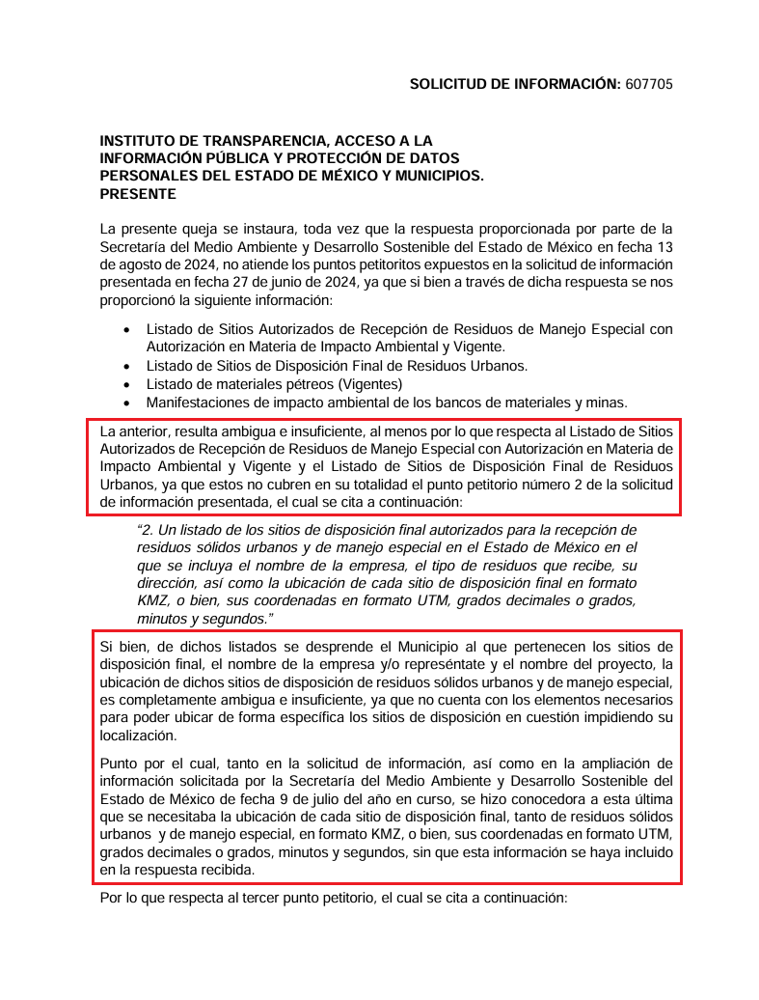 SOLICITUD DE INFORMACIÓN: 607705
INSTITUTO DE TRANSPARENCIA, ACCESO A LA
INFORMACIÓN PÚBLICA Y PROTECCIÓN DE DATOS
PERSONALES DEL ESTADO DE MÉXICO Y MUNICIPIOS.
PRESENTE
La presente queja se instaura, toda vez que la respuesta proporcionada por parte de la
Secretaría del Medio Ambiente y Desarrollo Sostenible del Estado de México en fecha 13
de agosto de 2024, no atiende los puntos petitoritos expuestos en la solicitud de información
presentada en fecha 27 de junio de 2024, ya que si bien a través de dicha respuesta se nos
proporcionó la siguiente información:
• Listado de Sitios Autorizados de Recepción de Residuos de Manejo Especial con
Autorización en Materia de Impacto Ambiental y Vigente.
• Listado de Sitios de Disposición Final de Residuos Urbanos.
• Listado de materiales pétreos (Vigentes)
• Manifestaciones de impacto ambiental de los bancos de materiales y minas.
La anterior, resulta ambigua e insuficiente, al menos por lo que respecta al Listado de Sitios
Autorizados de Recepción de Residuos de Manejo Especial con Autorización en Materia de
Impacto Ambiental y Vigente y el Listado de Sitios de Disposición Final de Residuos
Urbanos, ya que estos no cubren en su totalidad el punto petitorio número 2 de la solicitud
de información presentada, el cual se cita a continuación:
“2. Un listado de los sitios de disposición final autorizados para la recepción de
residuos sólidos urbanos y de manejo especial en el Estado de México en el
que se incluya el nombre de la empresa, el tipo de residuos que recibe, su
dirección, así como la ubicación de cada sitio de disposición final en formato
KMZ, o bien, sus coordenadas en formato UTM, grados decimales o grados,
minutos y segundos.”
Si bien, de dichos listados se desprende el Municipio al que pertenecen los sitios de
disposición final, el nombre de la empresa y/o represéntate y el nombre del proyecto, la
ubicación de dichos sitios de disposición de residuos sólidos urbanos y de manejo especial,
es completamente ambigua e insuficiente, ya que no cuenta con los elementos necesarios
para poder ubicar de forma específica los sitios de disposición en cuestión impidiendo su
localización.
Punto por el cual, tanto en la solicitud de información, así como en la ampliación de
información solicitada por la Secretaría del Medio Ambiente y Desarrollo Sostenible del
Estado de México de fecha 9 de julio del año en curso, se hizo conocedora a esta última
que se necesitaba la ubicación de cada sitio de disposición final, tanto de residuos sólidos
urbanos y de manejo especial, en formato KMZ, o bien, sus coordenadas en formato UTM,
grados decimales o grados, minutos y segundos, sin que esta información se haya incluido
en la respuesta recibida.
Por lo que respecta al tercer punto petitorio, el cual se cita a continuación: